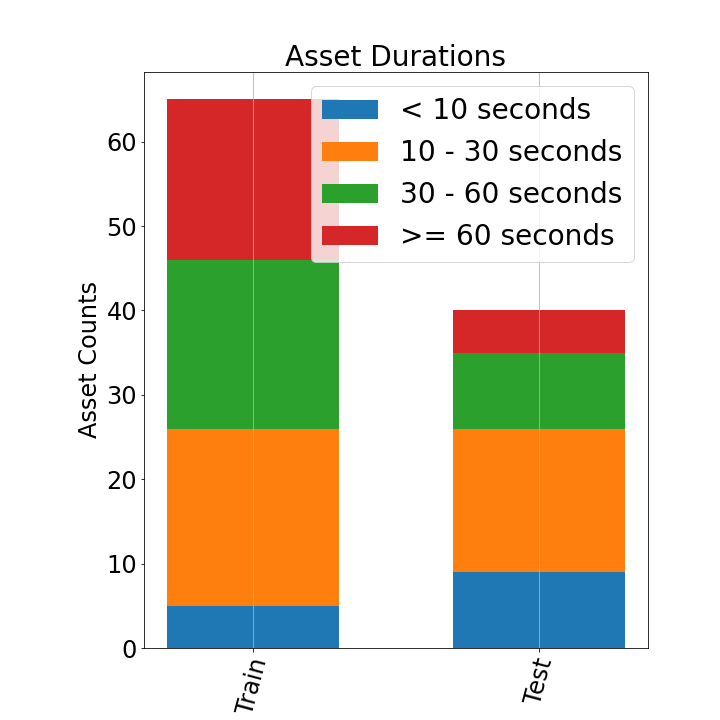 Asset Durations
< 10 seconds
10 - 30 seconds
30 - 60 seconds
>= 60 seconds
Asset Counts
60
50
40
30
20
10
0
Train
Test